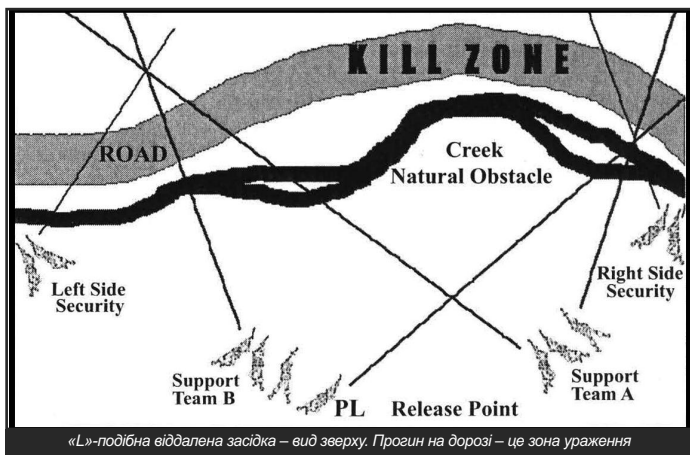 KILL ZONE
ROAD
Creek
Natural Obstacle
Left Side
Security
Right Side
Security
Support
Team B
Support
Team A
PL Release Point
«L»-подібна віддалена засідка – вид зверху. Прогин на дорозі – це зона ураження